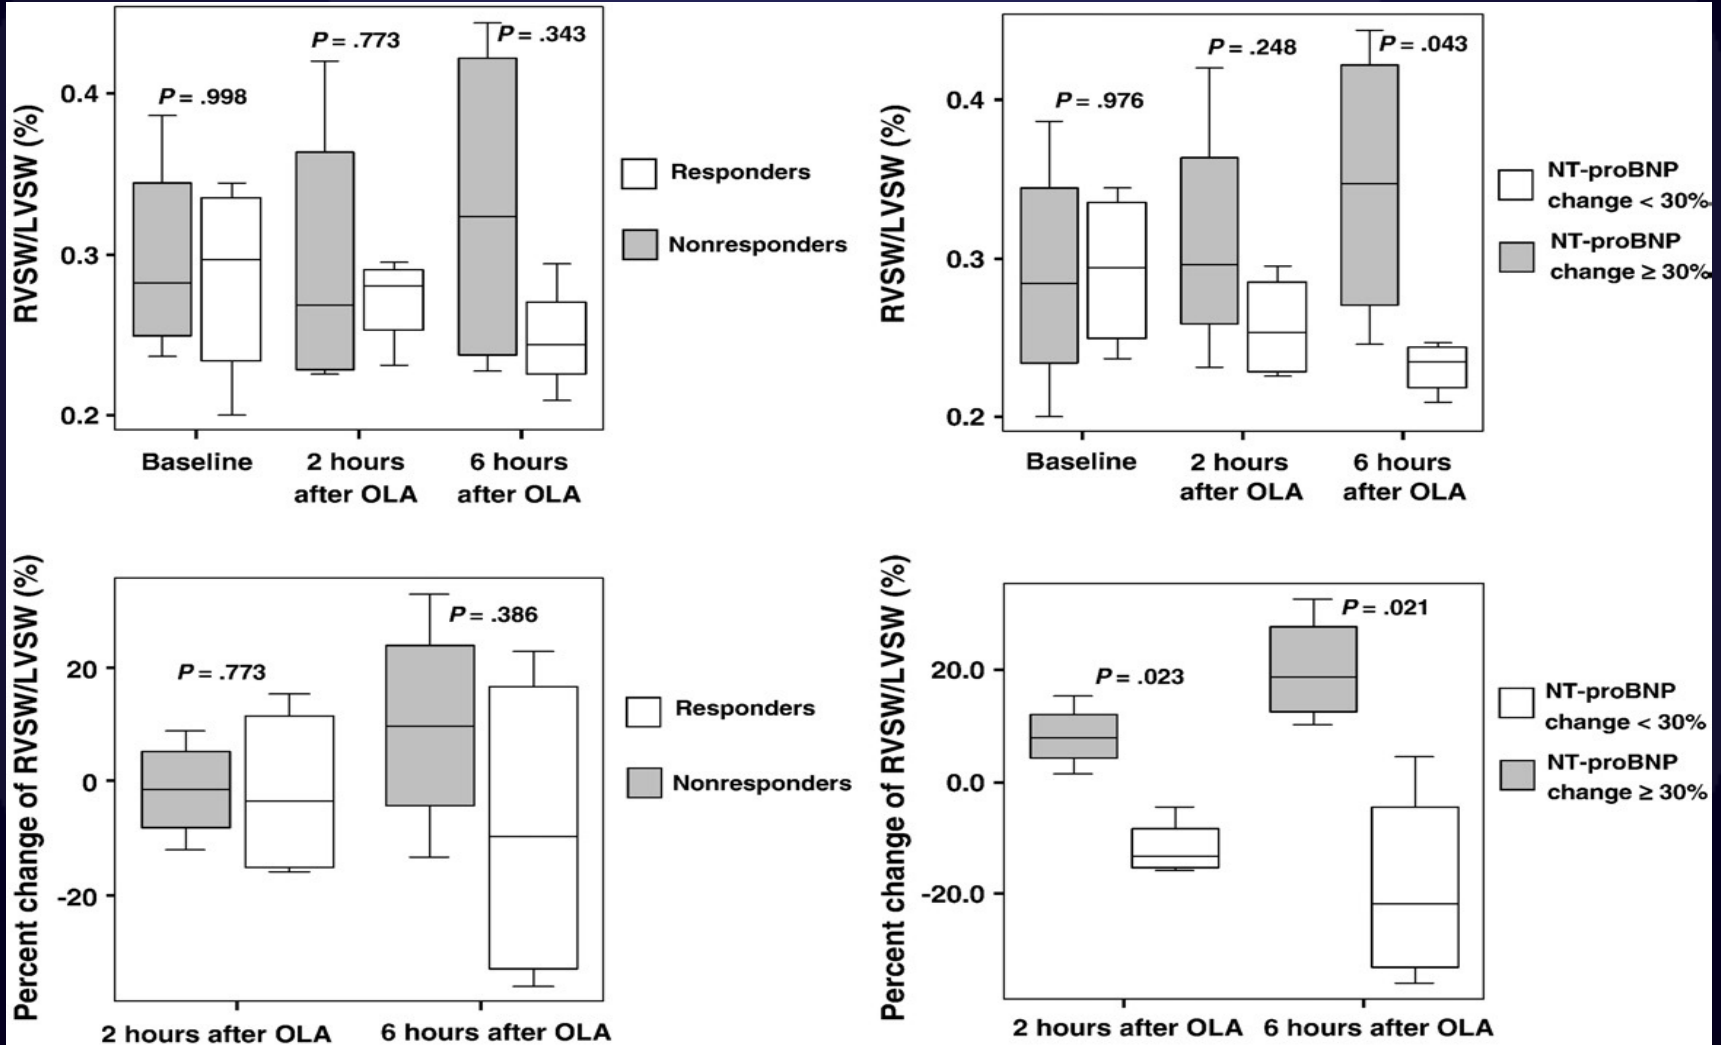 RVSW/LVSW (%)
0.4
0.3
0.2
P = .998
P = .773
P = .343
Baseline
2 hours
after OLA
6 hours
after OLA
Responders
Nonresponders
RVSW/LVSW (%)
0.4
0.3
0.2
P = .976
P = .248
P = .043
Baseline
2 hours
after OLA
6 hours
after OLA
NT-proBNP
change < 30%
NT-proBNP
change ≥ 30%
Percent change of RVSW/LVSW (%)
20
0
-20
P = .773
P = .386
2 hours after OLA
6 hours after OLA
Responders
Nonresponders
Percent change of RVSW/LVSW (%)
20.0
0.0
-20.0
P = .023
P = .021
2 hours after OLA
6 hours after OLA
NT-proBNP
change < 30%
NT-proBNP
change ≥ 30%